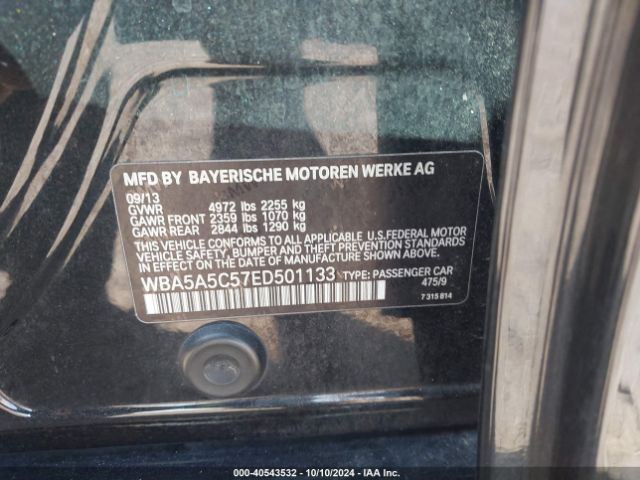 MFD BY BAYERISCHE MOTOREN WERKE AG
09/13
GVWR 4972 lbs 2255 kg
GAWR FRONT 2359 lbs 1070 kg
GAWR REAR 2844 lbs 1290 kg
THIS VEHICLE CONFORMS TO ALL APPLICABLE U.S.FEDERAL MOTOR
VEHICLE SAFETY, BUMPER AND THEFT PREVENTION STANDARDS
IN EFFECT ON THE DATE OF MANUFACTURE SHOWN ABOVE.
WBA5A5C57ED501133 TYPE: PASSENGER CAR
475/9
7 315 814
000-40543532 - 10/10/2024 - IAA Inc.